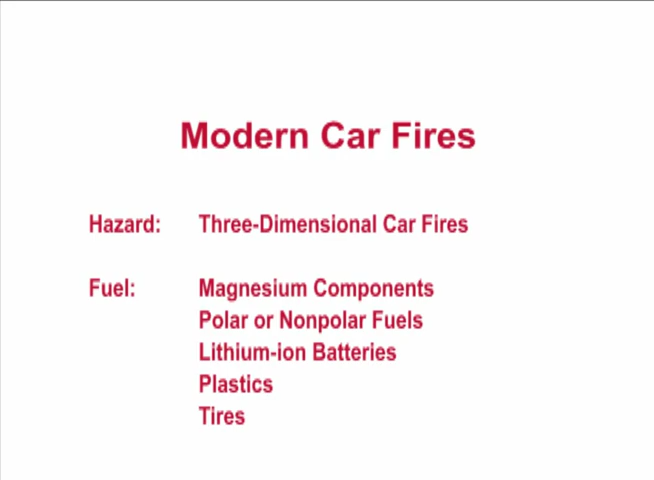 Modern Car Fires
Hazard: Three-Dimensional Car Fires
Fuel: Magnesium Components
Polar or Nonpolar Fuels
Lithium-ion Batteries
Plastics
Tires